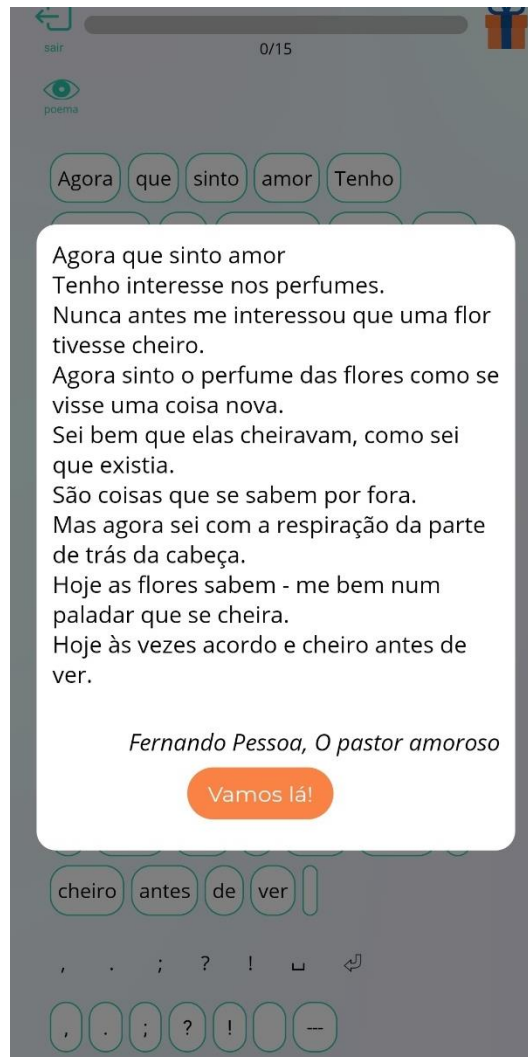 sair
0/15
poema
Agora que sinto amor Tenho
Agora que sinto amor
Tenho interesse nos perfumes.
Nunca antes me interessou que uma flor
tivesse cheiro.
Agora sinto o perfume das flores como se
visse uma coisa nova.
Sei bem que elas cheiravam, como sei
que existia.
São coisas que se sabem por fora.
Mas agora sei com a respiração da parte
de trás da cabeça.
Hoje as flores sabem - me bem num
paladar que se cheira.
Hoje às vezes acordo e cheiro antes de
ver.
Fernando Pessoa, O pastor amoroso
Vamos lá!
cheiro antes de ver
, . ; ? ! ␣ ⏎
, . ; ? ! ---